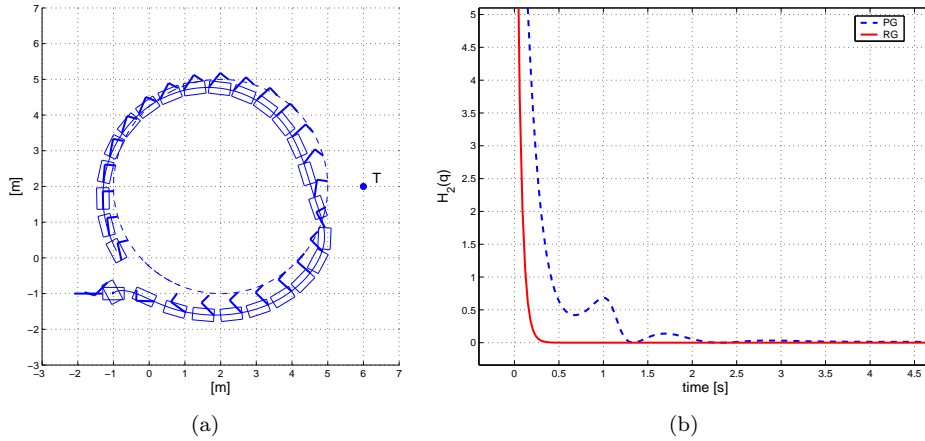 7
6
5
4
3
2
1
0
−1
−2
−3
[m]
T
−3 −2 −1 0 1 2 3 4 5 6 7
[m]
(a)
5
4.5
4
3.5
3
2.5
2
1.5
1
0.5
0
H2(q)
PG
RG
0 0.5 1 1.5 2 2.5 3 3.5 4 4.5
time [s]
(b)